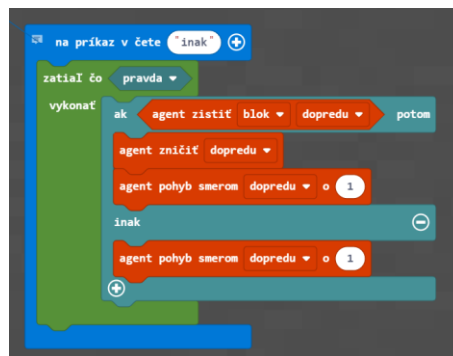 na príkaz v čete "inak"
zatiaľ čo pravda
vykonať
ak agent zistiť blok dopredu potom
agent zničiť dopredu
agent pohyb smerom dopredu o 1
inak
agent pohyb smerom dopredu o 1